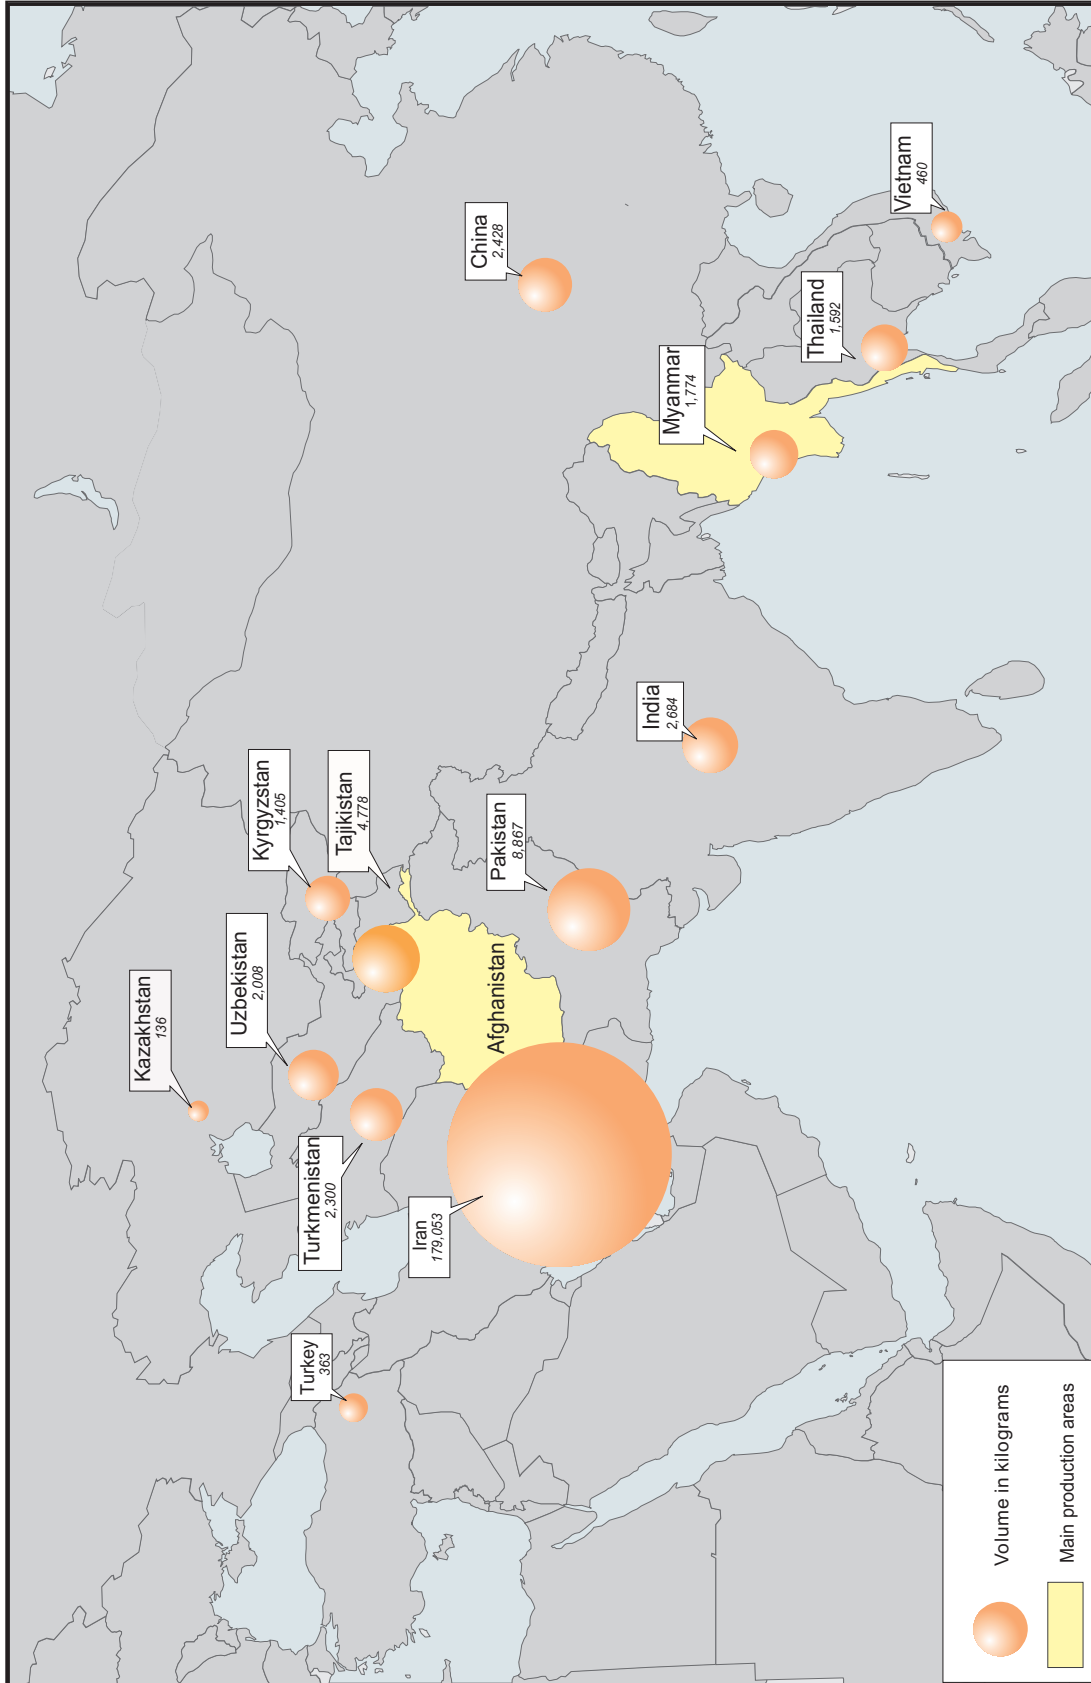 Kazakhstan
136
Uzbekistan
2,008
Kyrgyzstan
1,405
Turkey
363
Turkmenistan
2,300
Tajikistan
4,778
Iran
179,053
Afghanistan
Pakistan
8,867
China
2,428
India
2,684
Myanmar
1,774
Thailand
1,592
Vietnam
460
Volume in kilograms
Main production areas